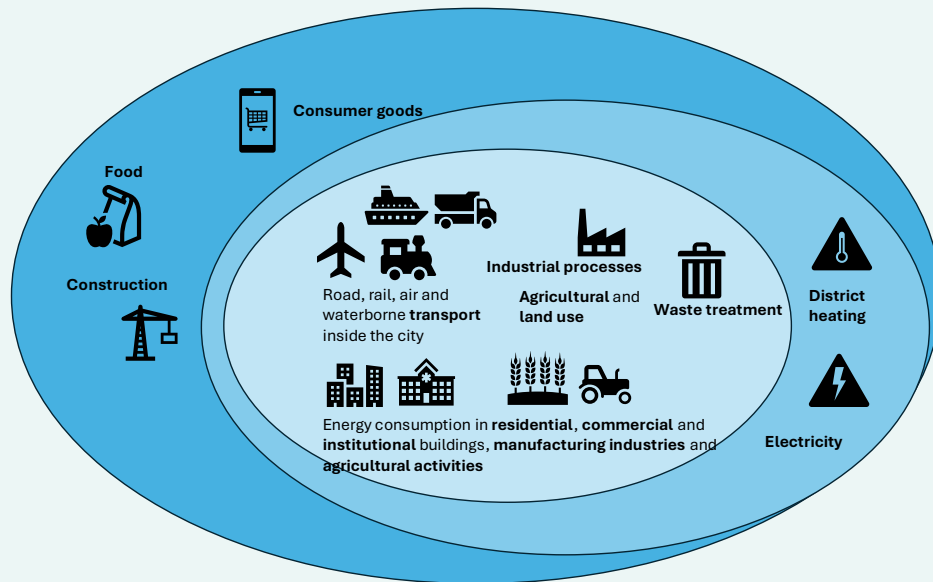 Consumer goods
Food
Construction
Road, rail, air and
waterborne transport
inside the city
Industrial processes
Agricultural and
land use
Waste treatment
District
heating
Energy consumption in residential, commercial and
institutional buildings, manufacturing industries and
agricultural activities
Electricity